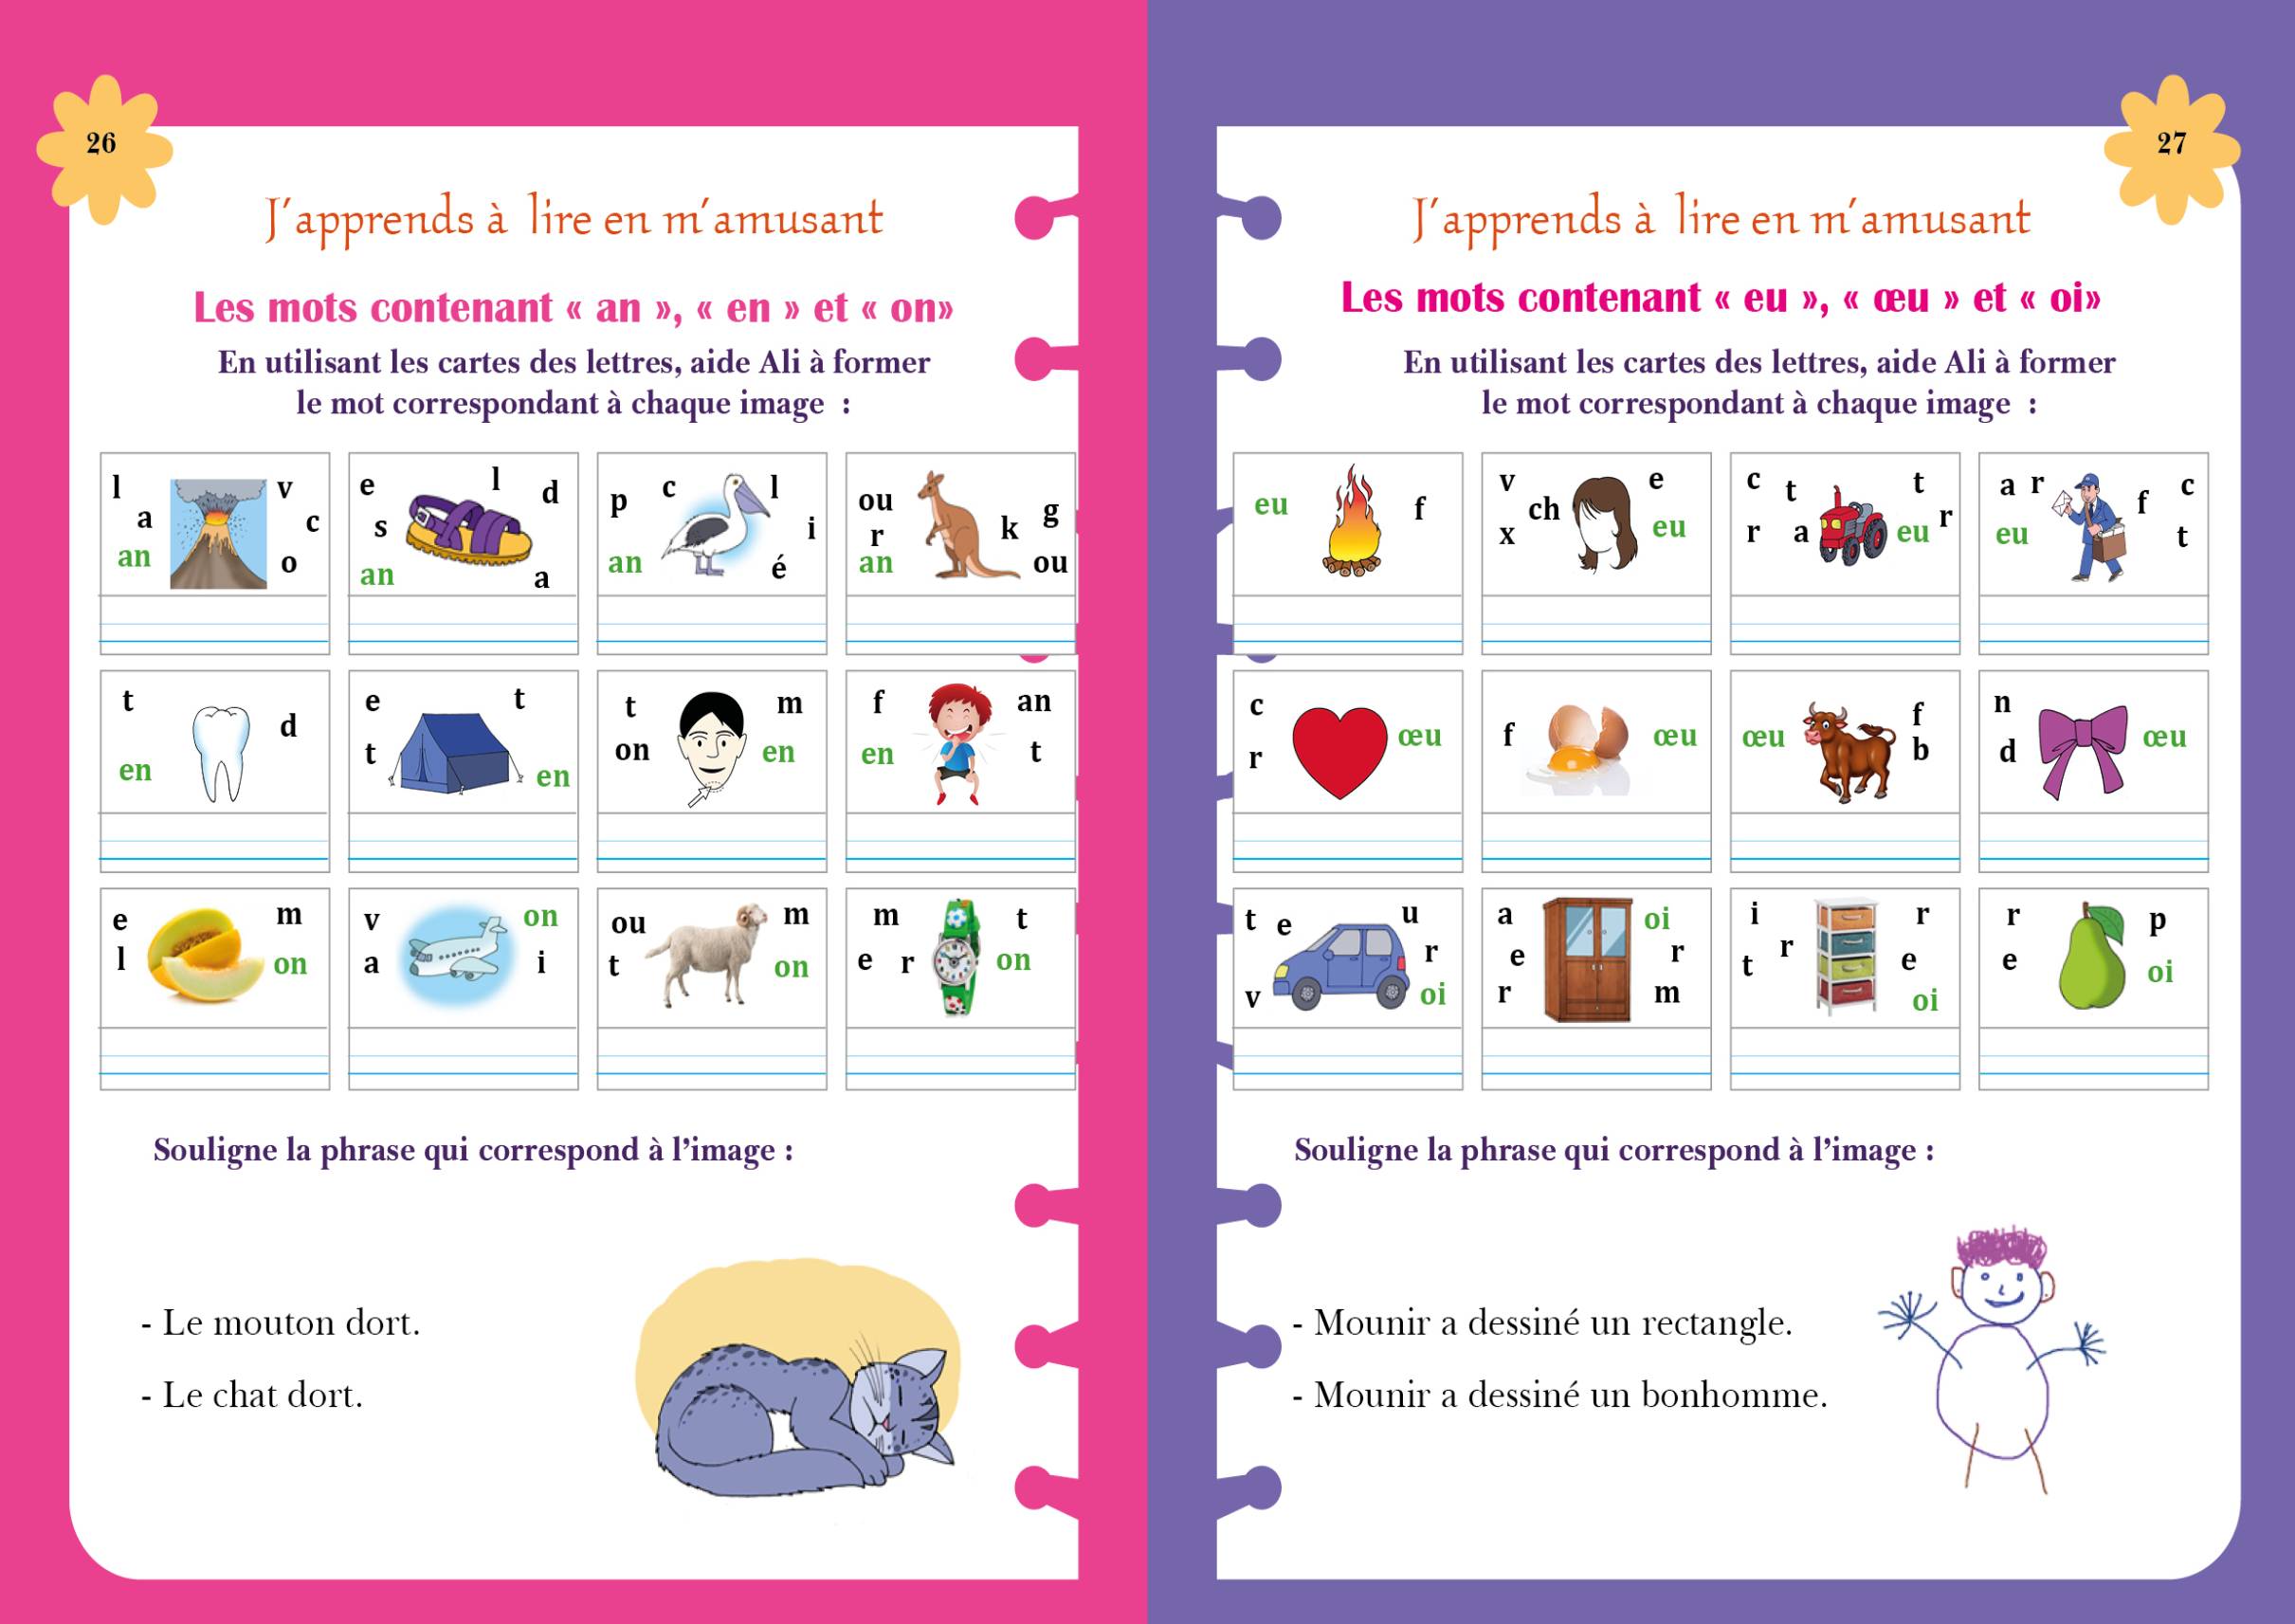 26
J'apprends à lire en m'amusant
Les mots contenant « an », « en » et « on»
En utilisant les cartes des lettres, aide Ali à former
le mot correspondant à chaque image :
l a an v c o
e s an l d a
p c an l i é
ou r an k g ou
t en d
e t t en
t on m en
f en an t
e l m on
v a on i
ou t m on
m e r t on
Souligne la phrase qui correspond à l'image :
- Le mouton dort.
- Le chat dort.
27
J'apprends à lire en m'amusant
Les mots contenant « eu », « œu » et « oi»
En utilisant les cartes des lettres, aide Ali à former
le mot correspondant à chaque image :
eu f
v ch x e eu
c t r a t eu r
a r eu f c t
c r œu
f œu
œu f b
n d œu
t e v u r oi
a e r oi r m
i r t r e oi
r e p oi
Souligne la phrase qui correspond à l'image :
- Mounir a dessiné un rectangle.
- Mounir a dessiné un bonhomme.